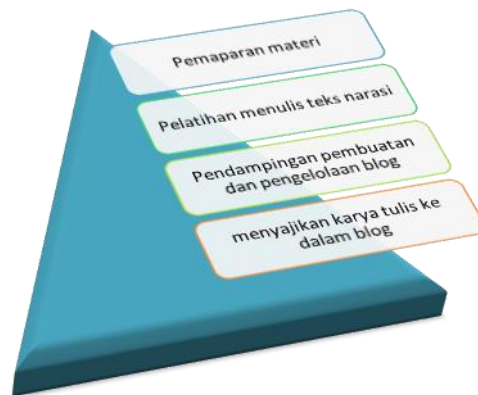 Pemaparan materi
Pelatihan menulis teks narasi
Pendampingan pembuatan
dan pengelolaan blog
menyajikan karya tulis ke
dalam blog